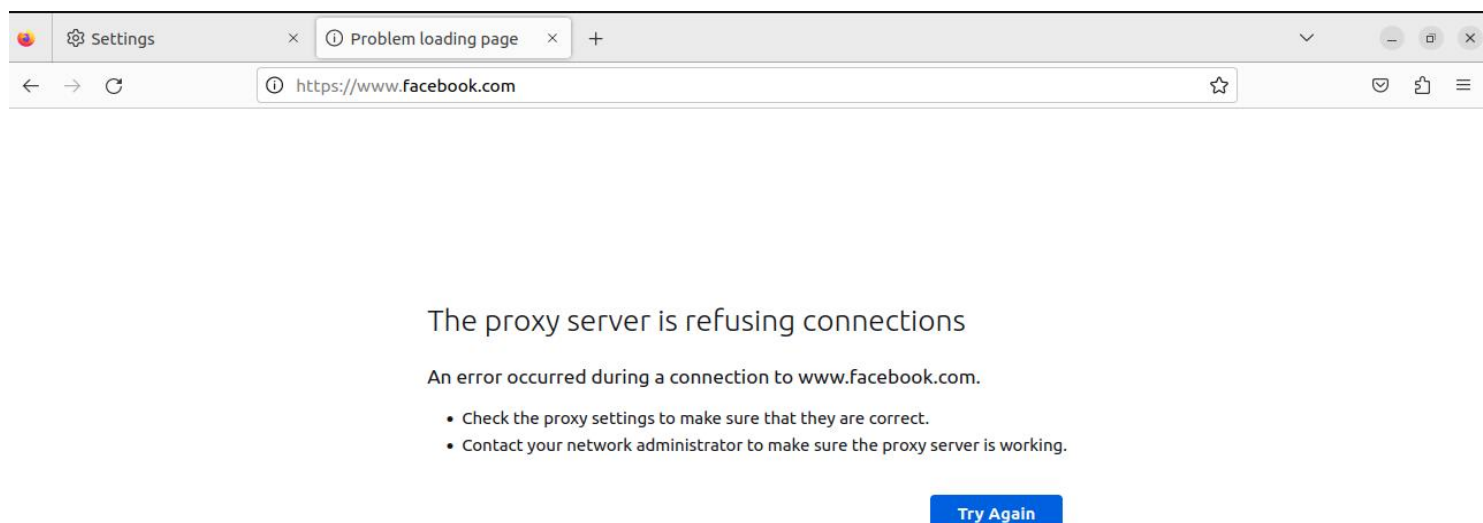 Settings
Problem loading page
https://www.facebook.com
The proxy server is refusing connections
An error occurred during a connection to www.facebook.com.
• Check the proxy settings to make sure that they are correct.
• Contact your network administrator to make sure the proxy server is working.
Try Again